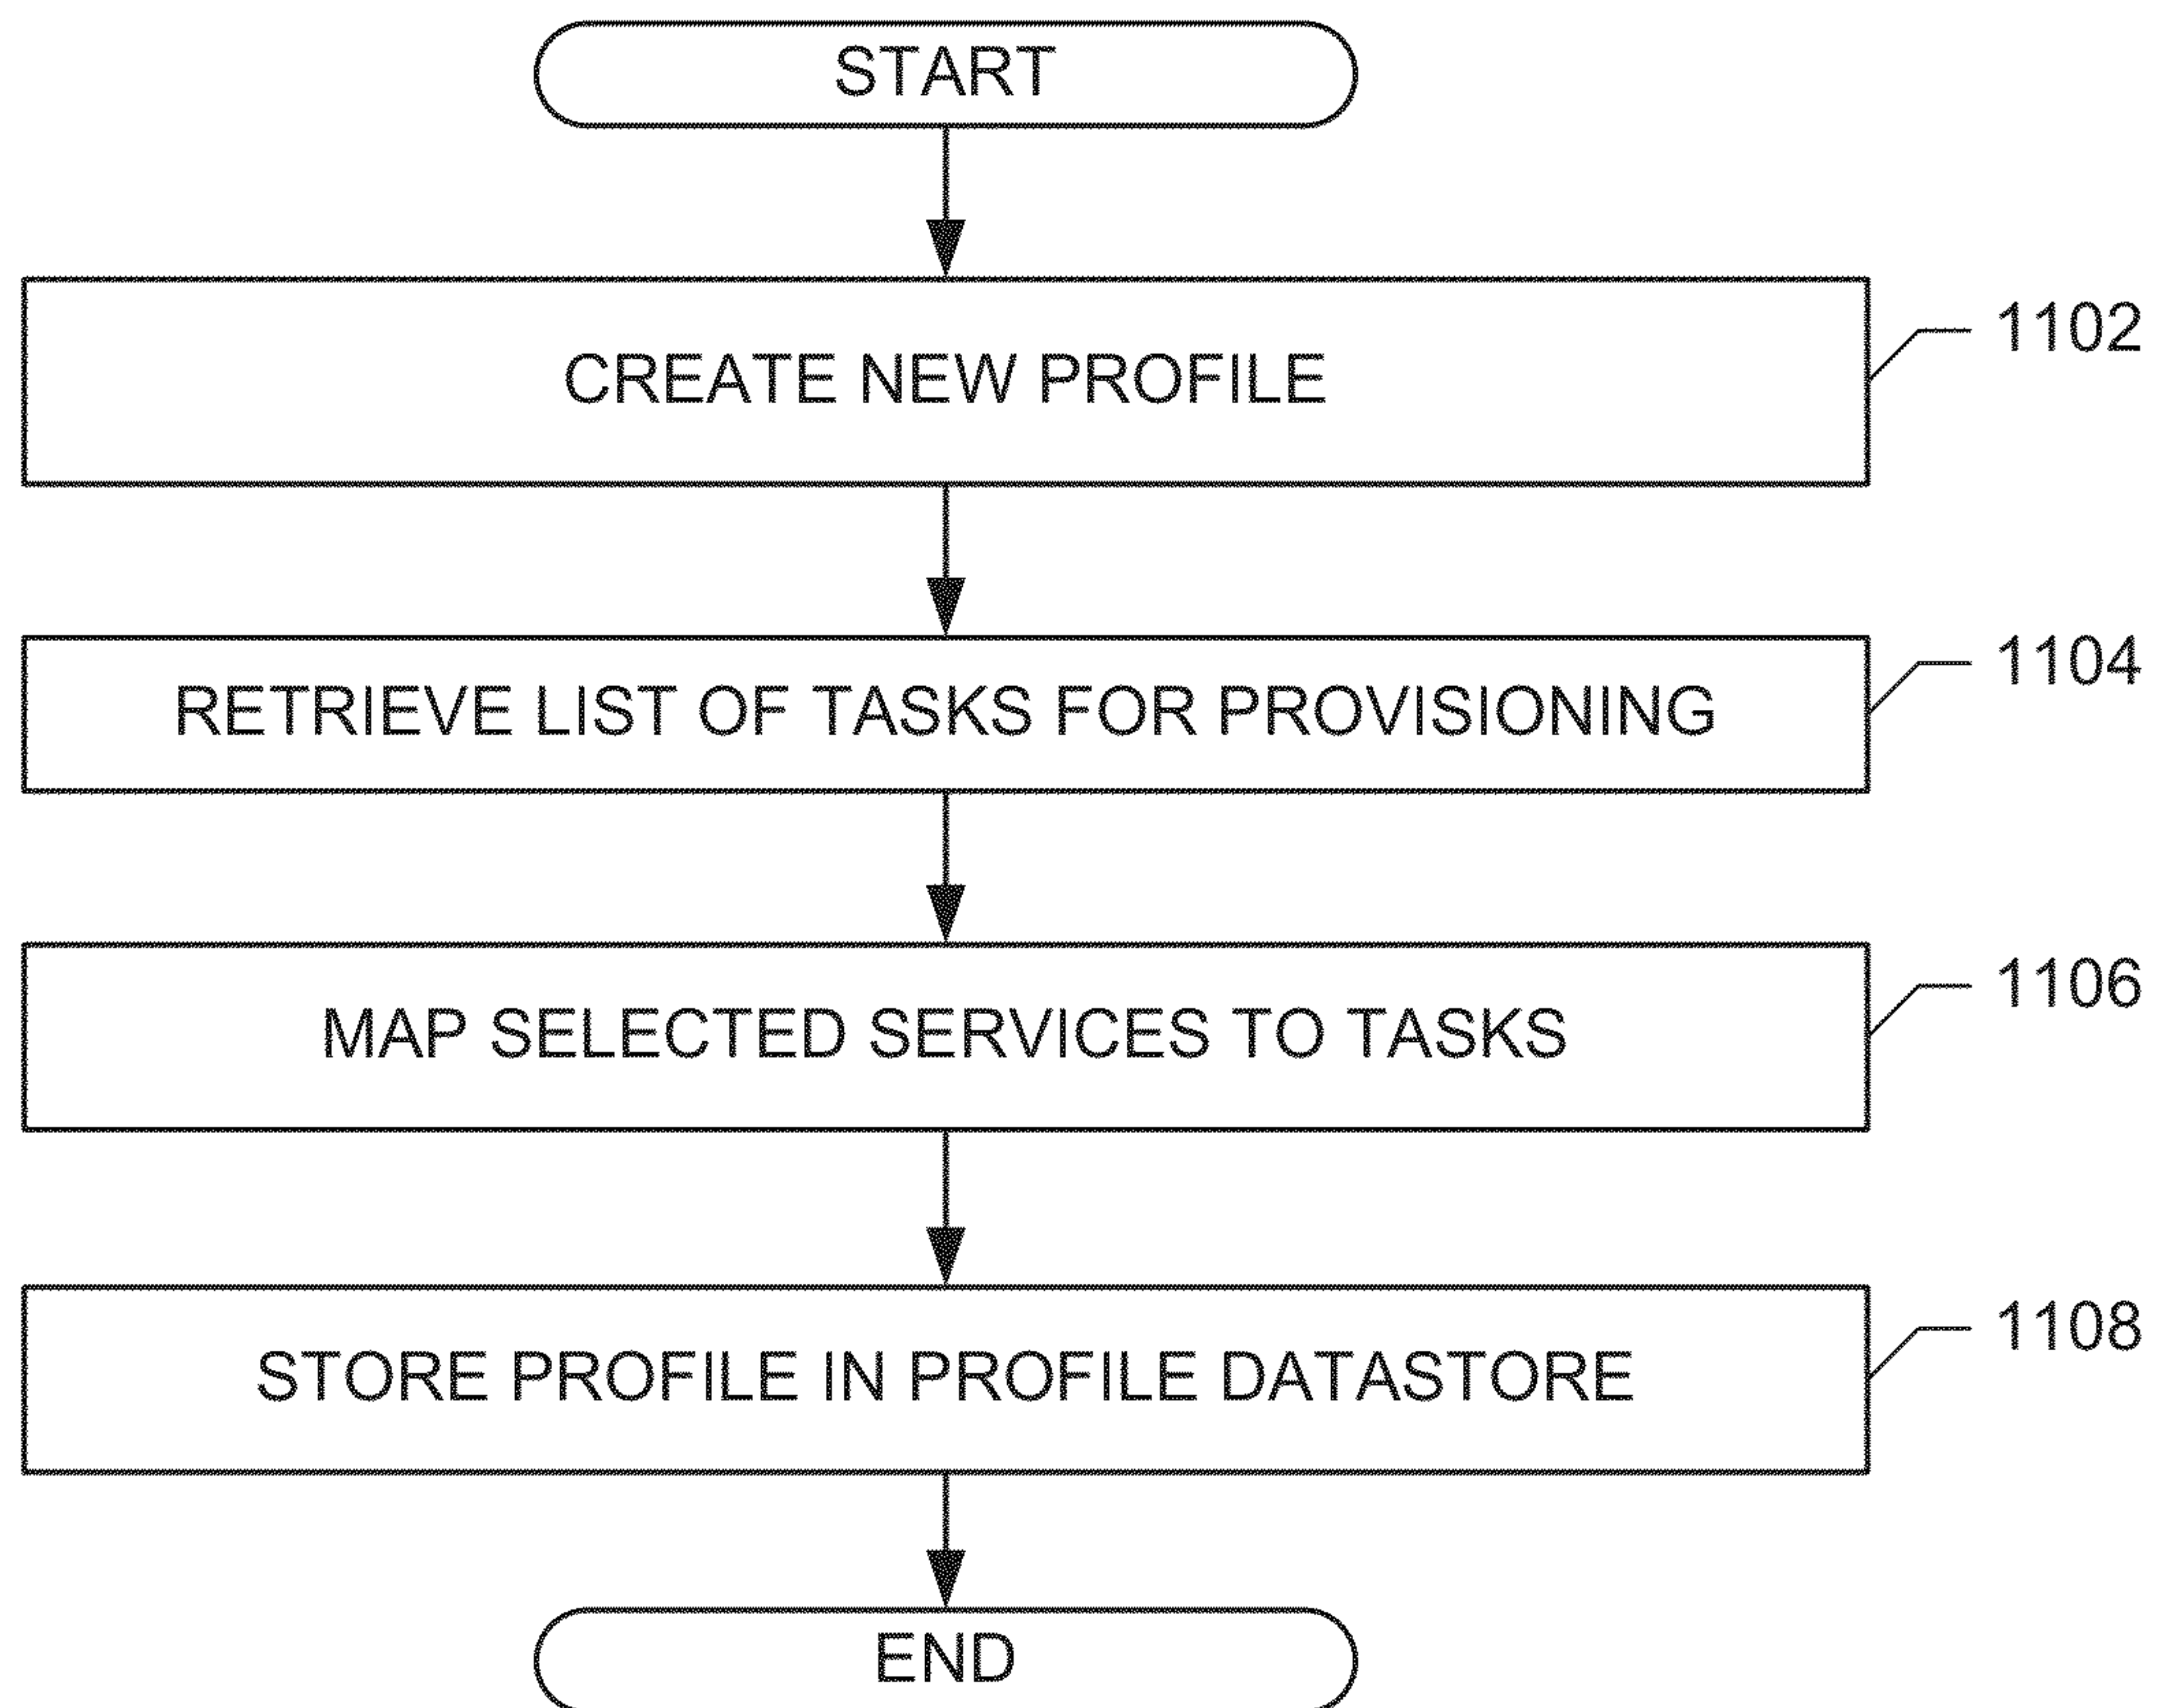 START
CREATE NEW PROFILE
1102
RETRIEVE LIST OF TASKS FOR PROVISIONING
1104
MAP SELECTED SERVICES TO TASKS
1106
STORE PROFILE IN PROFILE DATASTORE
1108
END